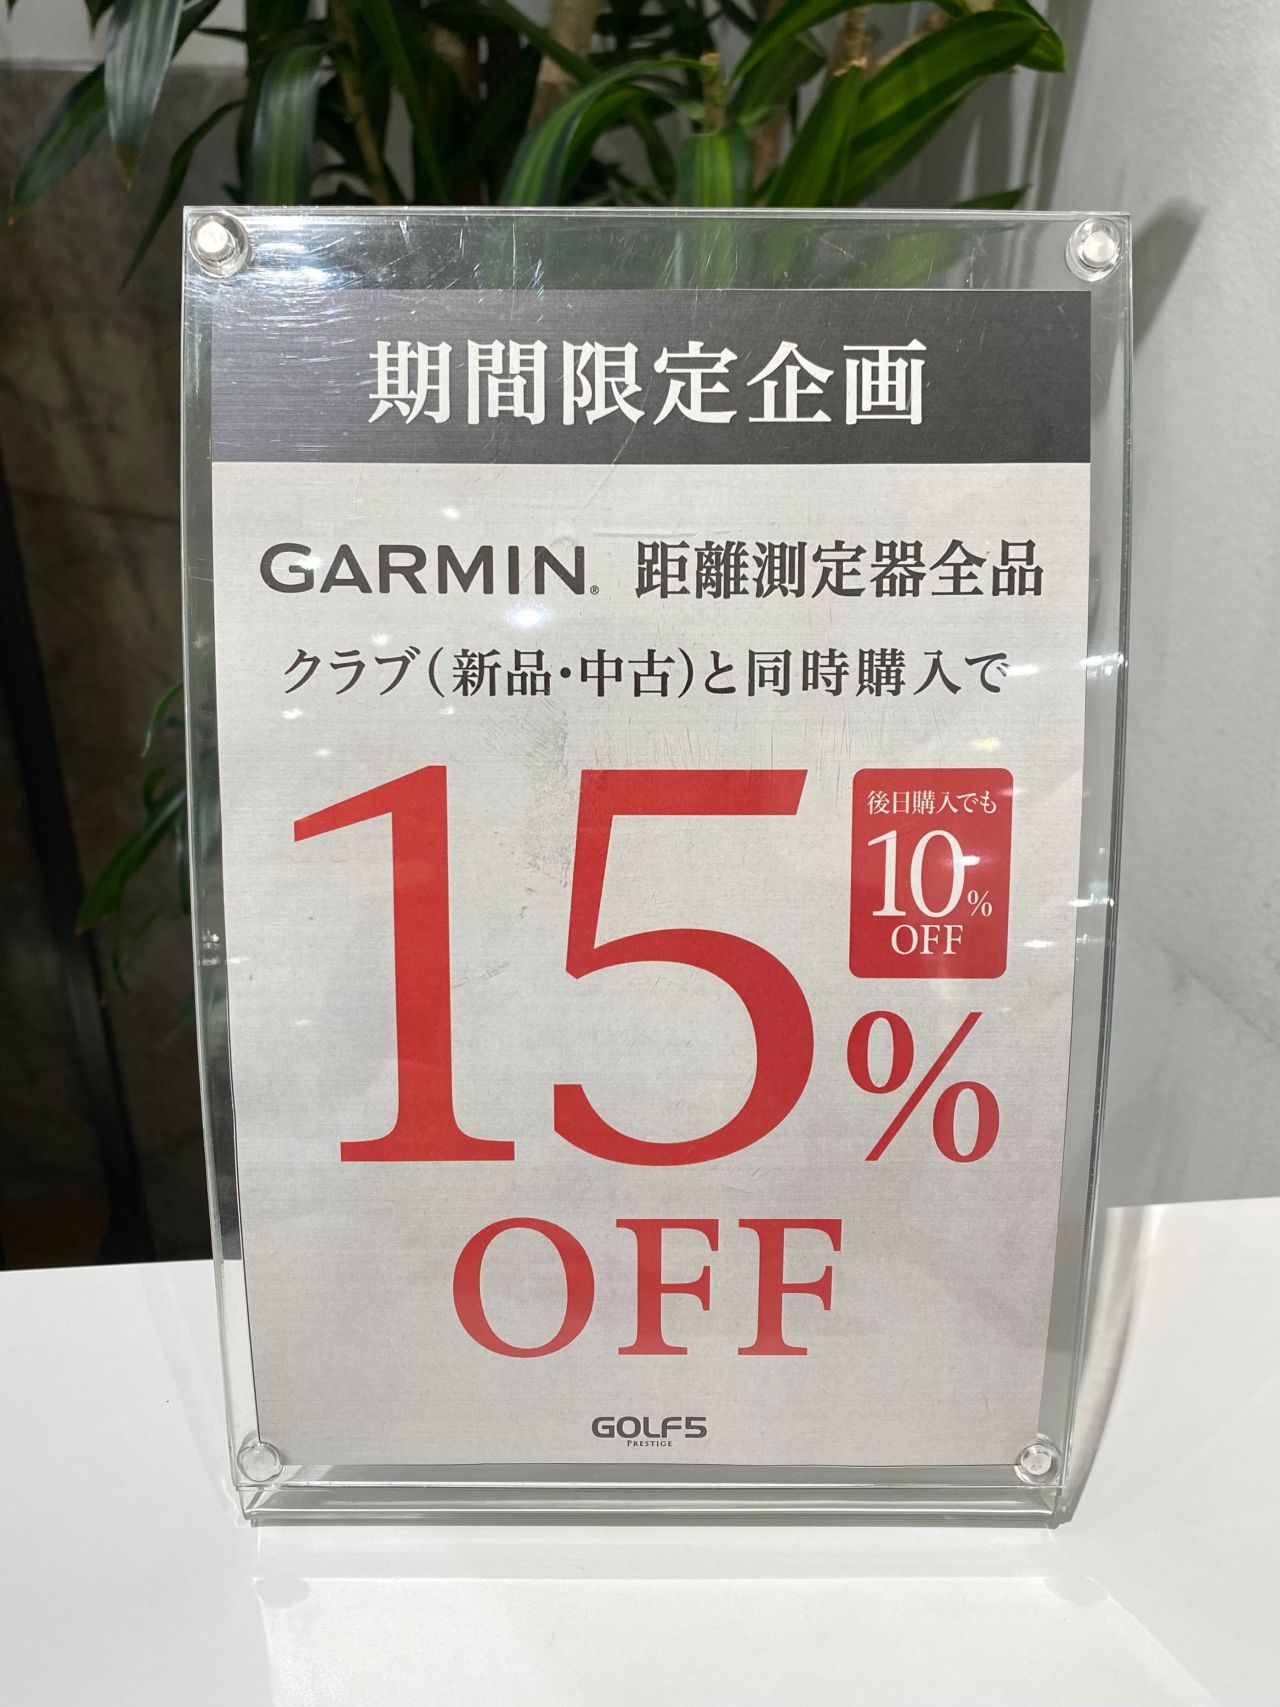 期間限定企画
GARMIN® 距離測定器全品
クラブ(新品・中古)と同時購入で
15%
OFF
後日購入でも
10%
OFF
GOLF5
PRESTIGE